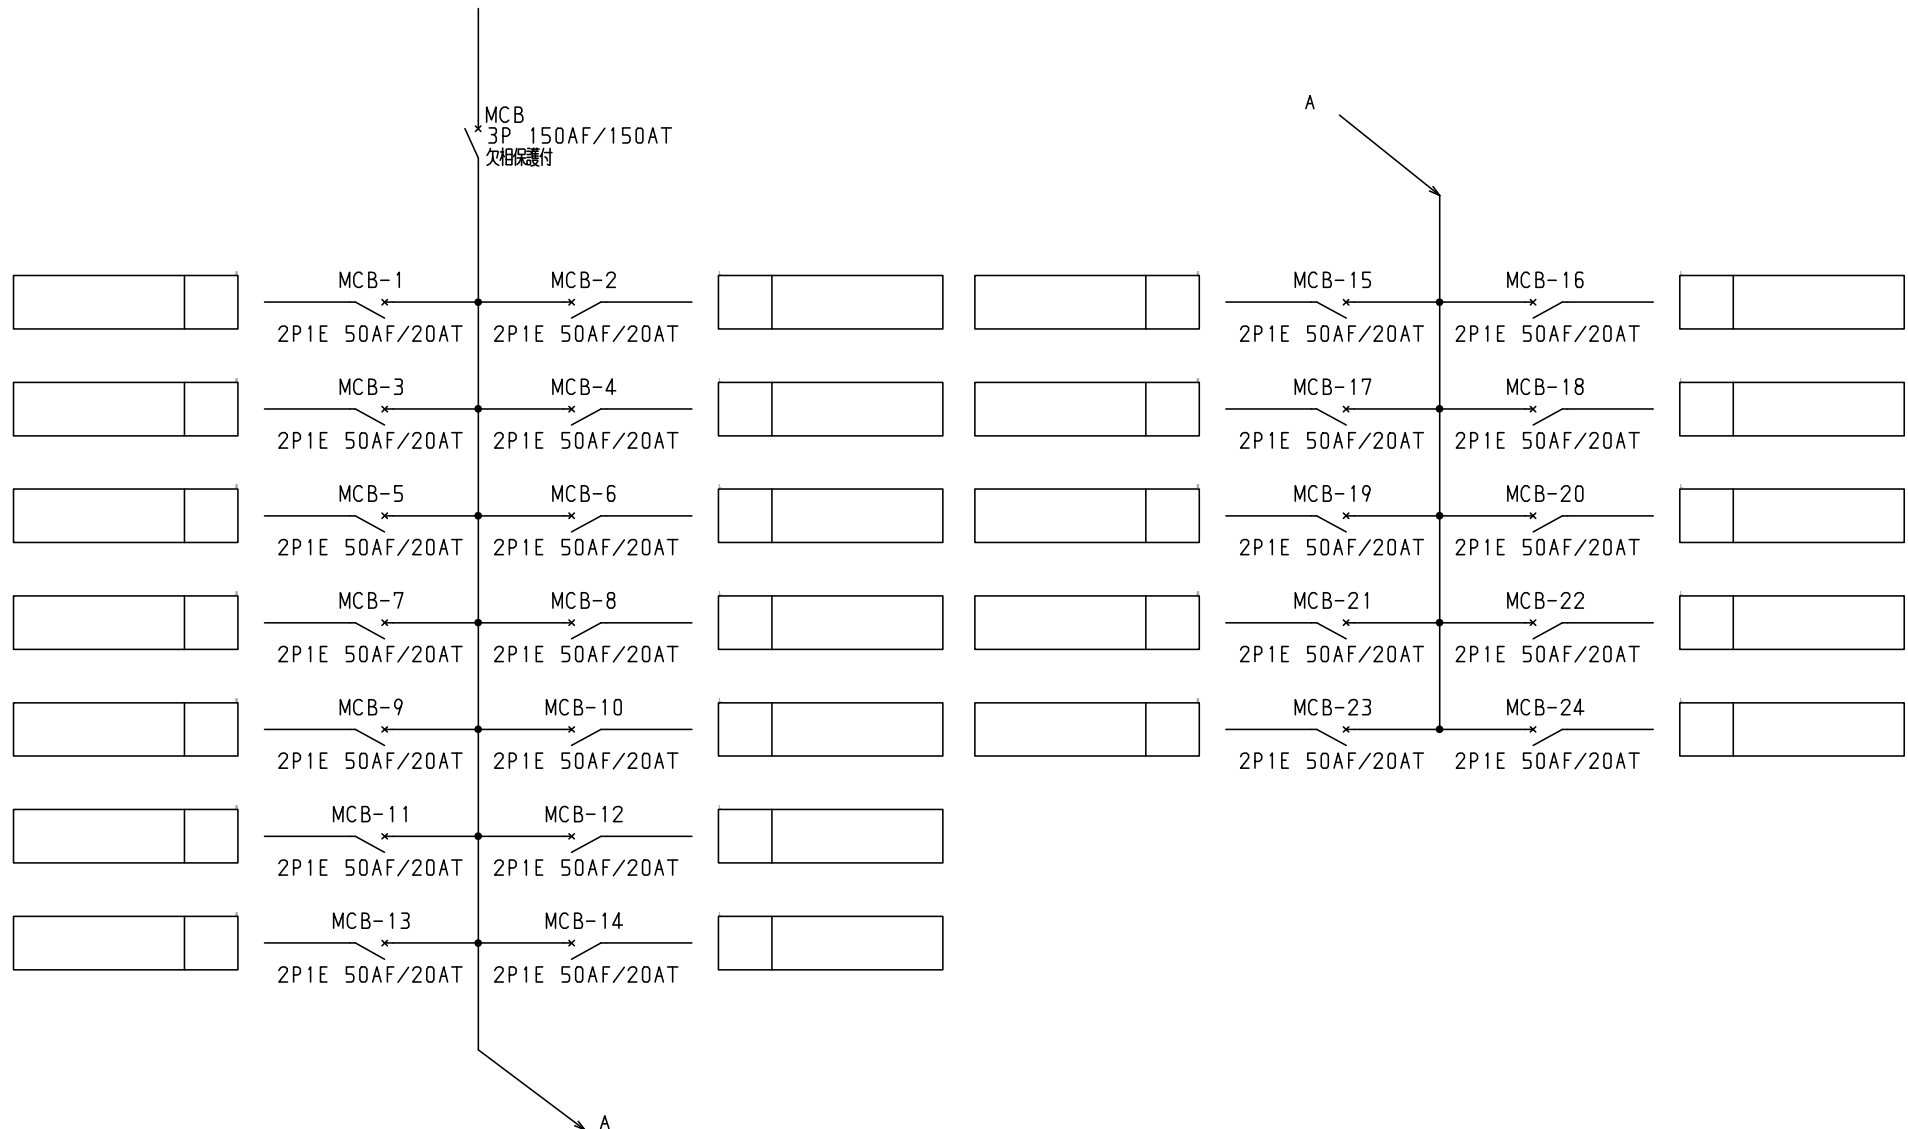 MCB
3P 150AF/150AT
欠相保護付
MCB-1
MCB-2
2P1E 50AF/20AT
2P1E 50AF/20AT
MCB-3
MCB-4
2P1E 50AF/20AT
2P1E 50AF/20AT
MCB-5
MCB-6
2P1E 50AF/20AT
2P1E 50AF/20AT
MCB-7
MCB-8
2P1E 50AF/20AT
2P1E 50AF/20AT
MCB-9
MCB-10
2P1E 50AF/20AT
2P1E 50AF/20AT
MCB-11
MCB-12
2P1E 50AF/20AT
2P1E 50AF/20AT
MCB-13
MCB-14
2P1E 50AF/20AT
2P1E 50AF/20AT
A
A
MCB-15
MCB-16
2P1E 50AF/20AT
2P1E 50AF/20AT
MCB-17
MCB-18
2P1E 50AF/20AT
2P1E 50AF/20AT
MCB-19
MCB-20
2P1E 50AF/20AT
2P1E 50AF/20AT
MCB-21
MCB-22
2P1E 50AF/20AT
2P1E 50AF/20AT
MCB-23
MCB-24
2P1E 50AF/20AT
2P1E 50AF/20AT